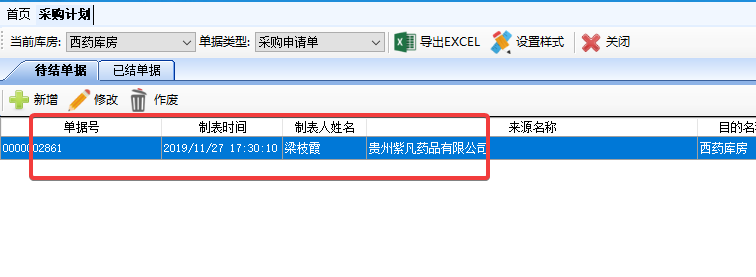 首页 采购计划
当前库房: 西药库房 单据类型: 采购申请单 导出EXCEL 设置样式 关闭
待结单据 已结单据
新增 修改 作废
单据号 制表时间 制表人姓名 来源名称 目的名
0000002861 2019/11/27 17:30:10 梁枝霞 贵州紫凡药品有限公司 西药库房